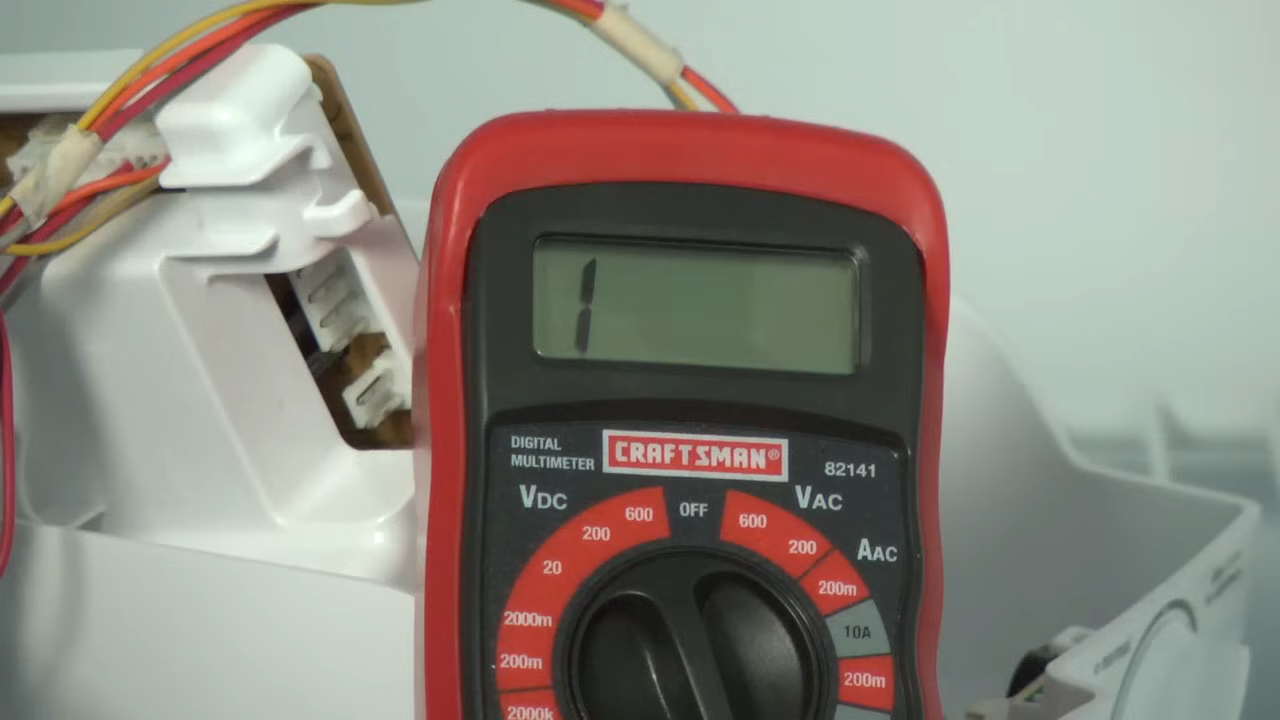 1
DIGITAL
MULTIMETER
CRAFTSMAN®
82141
VDC
VAC
AAC
OFF
600
200
20
2000m
200m
2000k
600
200
200m
10A
200m